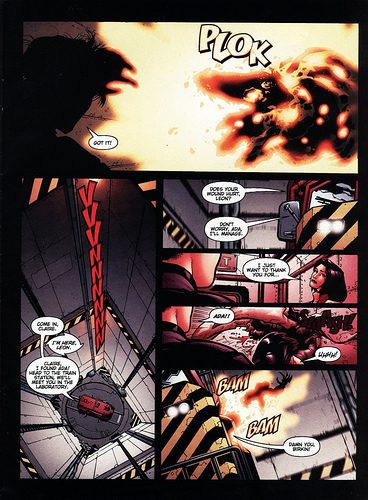 PLOK
GOT IT!
VVVNNNNNNN
COME IN,
CLAIRE.
I'M HERE,
LEON.
CLAIRE,
I FOUND ADA!
HEAD TO THE TRAIN
STATION, WE'LL
MEET YOU IN THE
LABORATORY.
DOES YOUR
WOUND HURT,
LEON?
DON'T
WORRY, ADA,
I'LL MANAGE.
I JUST
WANT TO THANK
YOU FOR...
ADA!!
UHHH!
BAM
BAM
DAMN YOU,
BIRKIN!